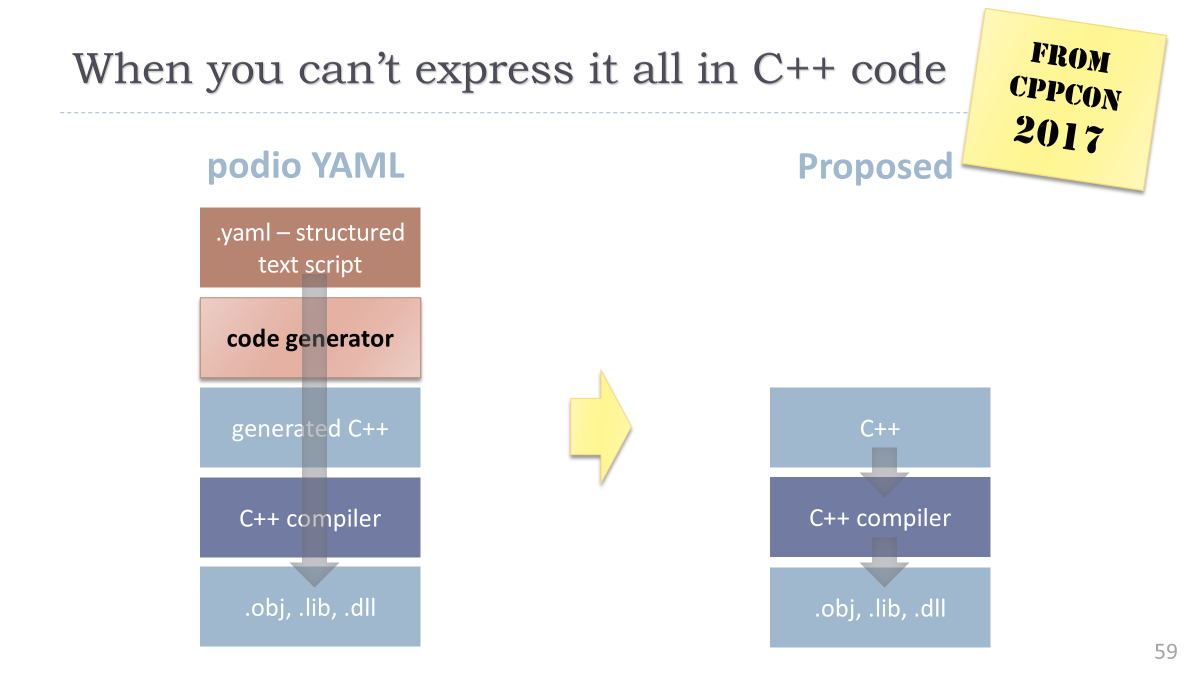 When you can’t express it all in C++ code
FROM
CPPCON
2017
podio YAML
.yaml – structured
text script
code generator
generated C++
C++ compiler
.obj, .lib, .dll
Proposed
C++
C++ compiler
.obj, .lib, .dll
59